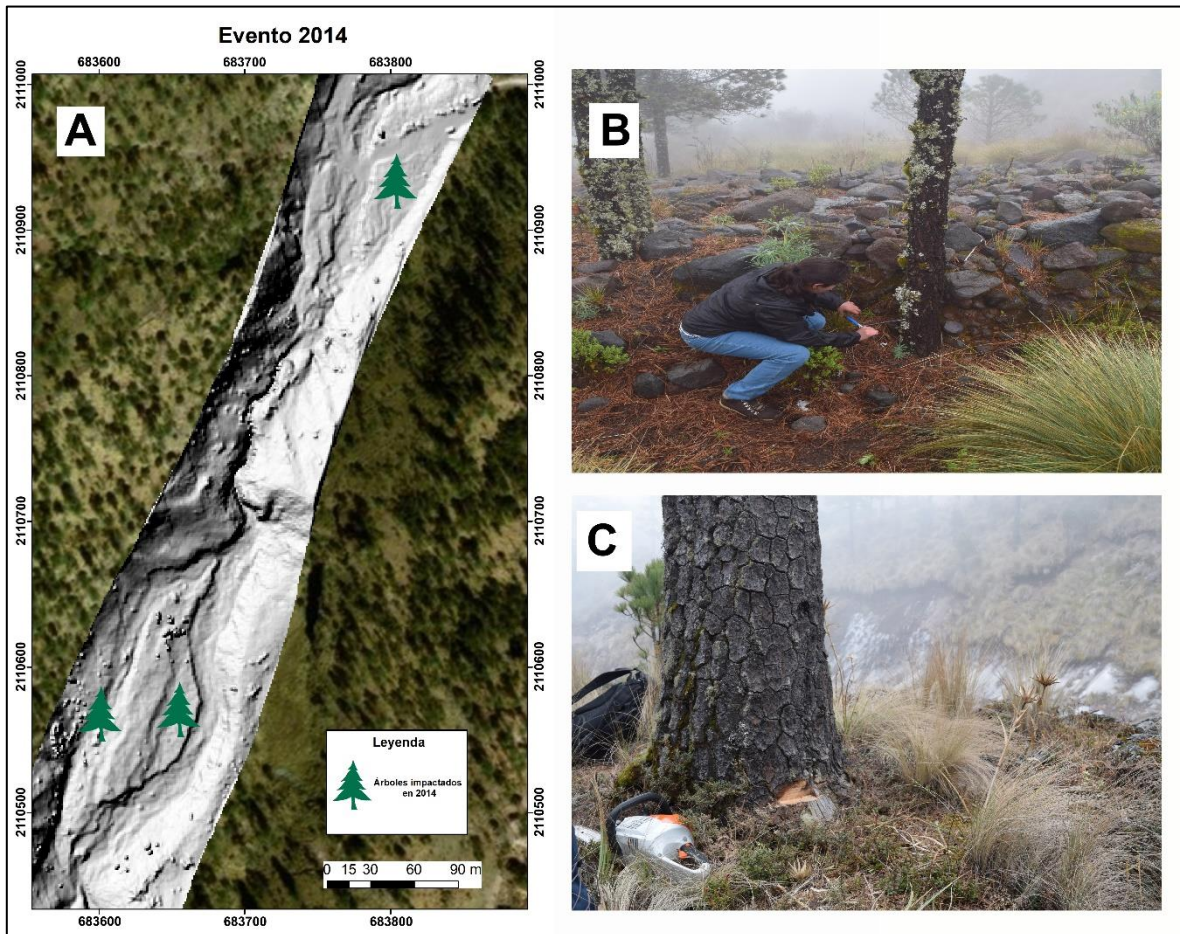 Evento 2014
683600 683700 683800
A
2111000 2111000
2110900 2110900
2110800 2110800
2110700 2110700
2110600 2110600
2110500 2110500
Leyenda
Árboles impactados
en 2014
0 15 30 60 90 m
683600 683700 683800
B
C